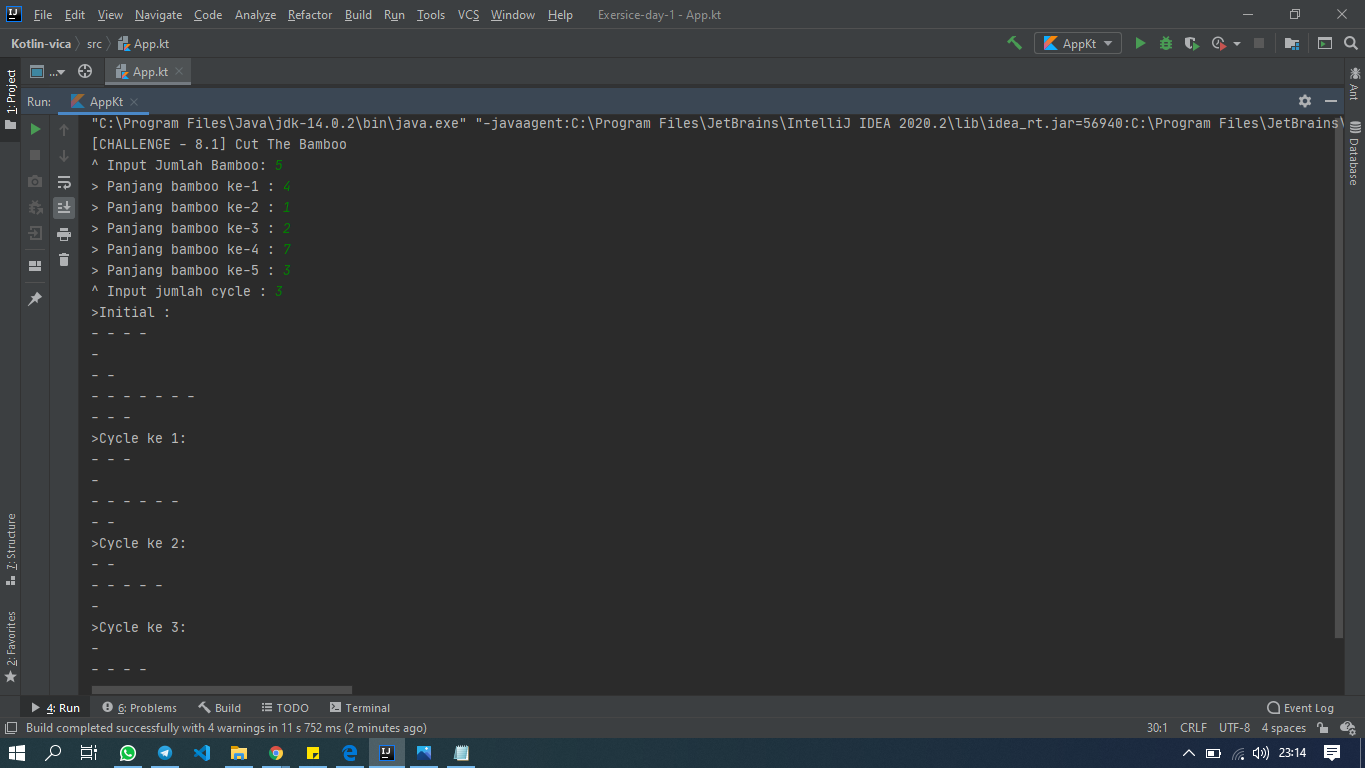 File Edit View Navigate Code Analyze Refactor Build Run Tools VCS Window Help Exersice-day-1 - App.kt
Kotlin-vica src App.kt AppKt
1: Project ... App.kt Ant
Run: AppKt
"C:\Program Files\Java\jdk-14.0.2\bin\java.exe" "-javaagent:C:\Program Files\JetBrains\IntelliJ IDEA 2020.2\lib\idea_rt.jar=56940:C:\Program Files\JetBrains\
[CHALLENGE - 8.1] Cut The Bamboo
^ Input Jumlah Bamboo: 5
> Panjang bamboo ke-1 : 4
> Panjang bamboo ke-2 : 1
> Panjang bamboo ke-3 : 2
> Panjang bamboo ke-4 : 7
> Panjang bamboo ke-5 : 3
^ Input jumlah cycle : 3
>Initial :
- - - -
-
- -
- - - - - - -
- - -
>Cycle ke 1:
- - -
-
- - - - - -
- -
>Cycle ke 2:
- -
- - - - -
-
>Cycle ke 3:
-
- - - -
Database
7: Structure
2: Favorites
4: Run 6: Problems Build TODO Terminal Event Log
Build completed successfully with 4 warnings in 11 s 752 ms (2 minutes ago) 30:1 CRLF UTF-8 4 spaces
23:14